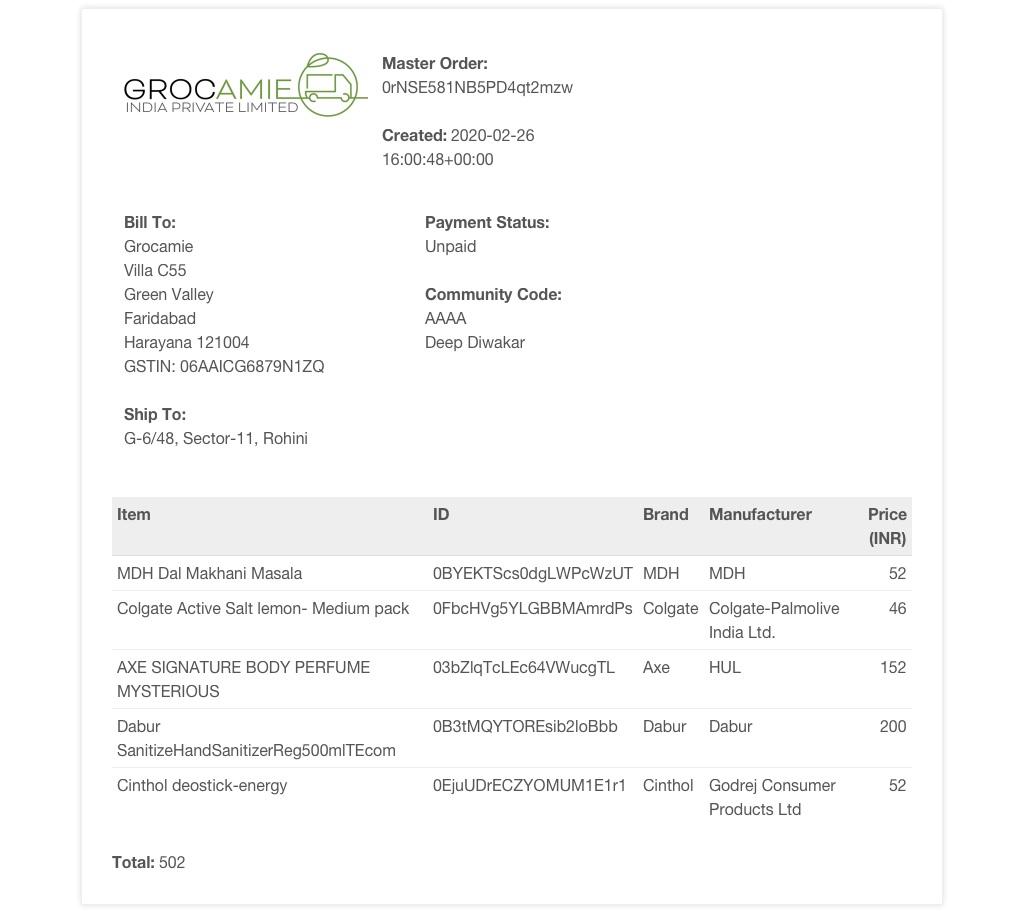 GROCAMIE
INDIA PRIVATE LIMITED
Master Order:
0rNSE581NB5PD4qt2mzw
Created: 2020-02-26
16:00:48+00:00
Bill To:
Grocamie
Villa C55
Green Valley
Faridabad
Harayana 121004
GSTIN: 06AAICG6879N1ZQ
Payment Status:
Unpaid
Community Code:
AAAA
Deep Diwakar
Ship To:
G-6/48, Sector-11, Rohini
Item ID Brand Manufacturer Price
(INR)
MDH Dal Makhani Masala 0BYEKTScs0dgLWPcWzUT MDH MDH 52
Colgate Active Salt lemon- Medium pack 0FbcHVg5YLGBBMAmrdPs Colgate Colgate-Palmolive 46
India Ltd.
AXE SIGNATURE BODY PERFUME 03bZlqTcLEc64VWucgTL Axe HUL 152
MYSTERIOUS
Dabur 0B3tMQYTOREsib2loBbb Dabur Dabur 200
SanitizeHandSanitizerReg500mlTEcom
Cinthol deostick-energy 0EjuUDrECZYOMUM1E1r1 Cinthol Godrej Consumer 52
Products Ltd
Total: 502